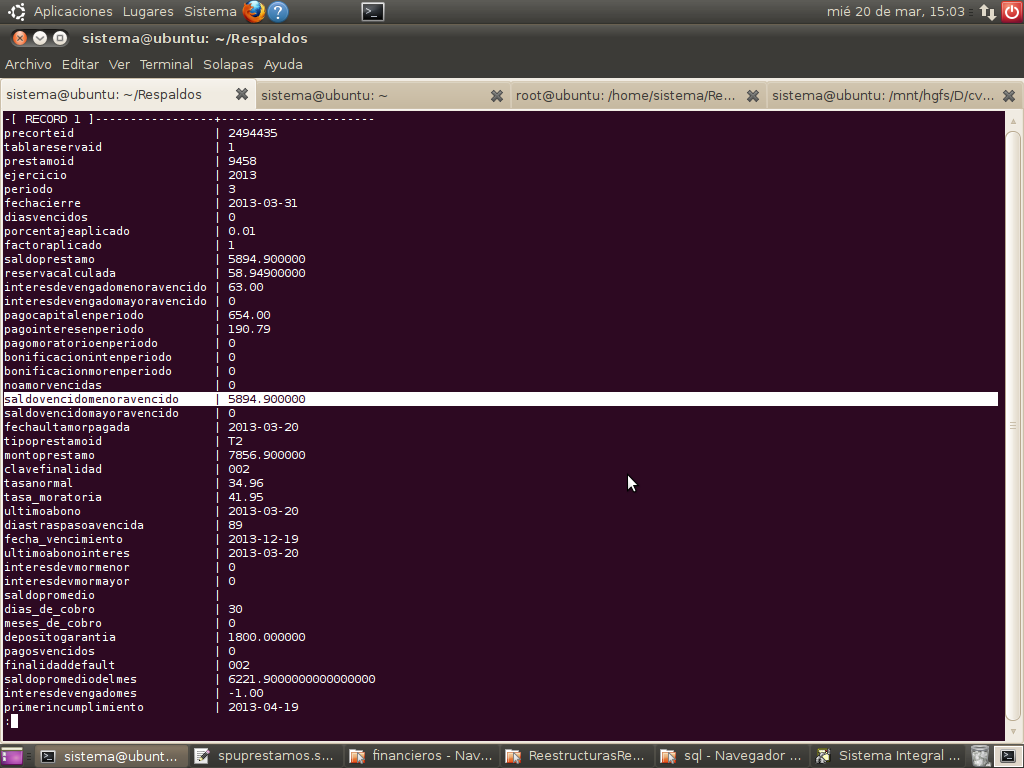 Aplicaciones Lugares Sistema mié 20 de mar, 15:03
sistema@ubuntu: ~/Respaldos
Archivo Editar Ver Terminal Solapas Ayuda
sistema@ubuntu: ~/Respaldos sistema@ubuntu: ~ root@ubuntu: /home/sistema/Re... sistema@ubuntu: /mnt/hgfs/D/cv...
-[ RECORD 1 ]-----------------+----------------------
precorteid | 2494435
tablareservaid | 1
prestamoid | 9458
ejercicio | 2013
periodo | 3
fechacierre | 2013-03-31
diasvencidos | 0
porcentajeaplicado | 0.01
factoraplicado | 1
saldoprestamo | 5894.900000
reservacalculada | 58.94900000
interesdevengadomenoravencido | 63.00
interesdevengadomayoravencido | 0
pagocapitalenperiodo | 654.00
pagointeresenperiodo | 190.79
pagomoratorioenperiodo | 0
bonificacionintenperiodo | 0
bonificacionmorenperiodo | 0
noamorvencidas | 0
saldovencidomenoravencido | 5894.900000
saldovencidomayoravencido | 0
fechaultamorpagada | 2013-03-20
tipoprestamoid | T2
montoprestamo | 7856.900000
clavefinalidad | 002
tasanormal | 34.96
tasa_moratoria | 41.95
ultimoabono | 2013-03-20
diastraspasoavencida | 89
fecha_vencimiento | 2013-12-19
ultimoabonointeres | 2013-03-20
interesdevmormenor | 0
interesdevmormayor | 0
saldopromedio |
dias_de_cobro | 30
meses_de_cobro | 0
depositogarantia | 1800.000000
pagosvencidos | 0
finalidaddefault | 002
saldopromediodelmes | 6221.9000000000000000
interesdevengadomes | -1.00
primerincumplimiento | 2013-04-19
:
sistema@ubunt... spuprestamos.s... financieros - Nav... ReestructurasRe... sql - Navegador ... Sistema Integral ...